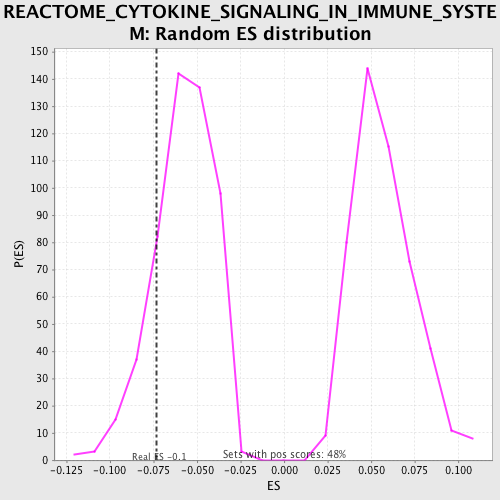 REACTOME_CYTOKINE_SIGNALING_IN_IMMUNE_SYSTE
M: Random ES distribution
150
140
130
120
110
100
90
80
70
60
50
40
30
20
10
0
P(ES)
Real ES -0.1
Sets with pos scores: 48%
-0.125 -0.100 -0.075 -0.050 -0.025 0.000 0.025 0.050 0.075 0.100
ES